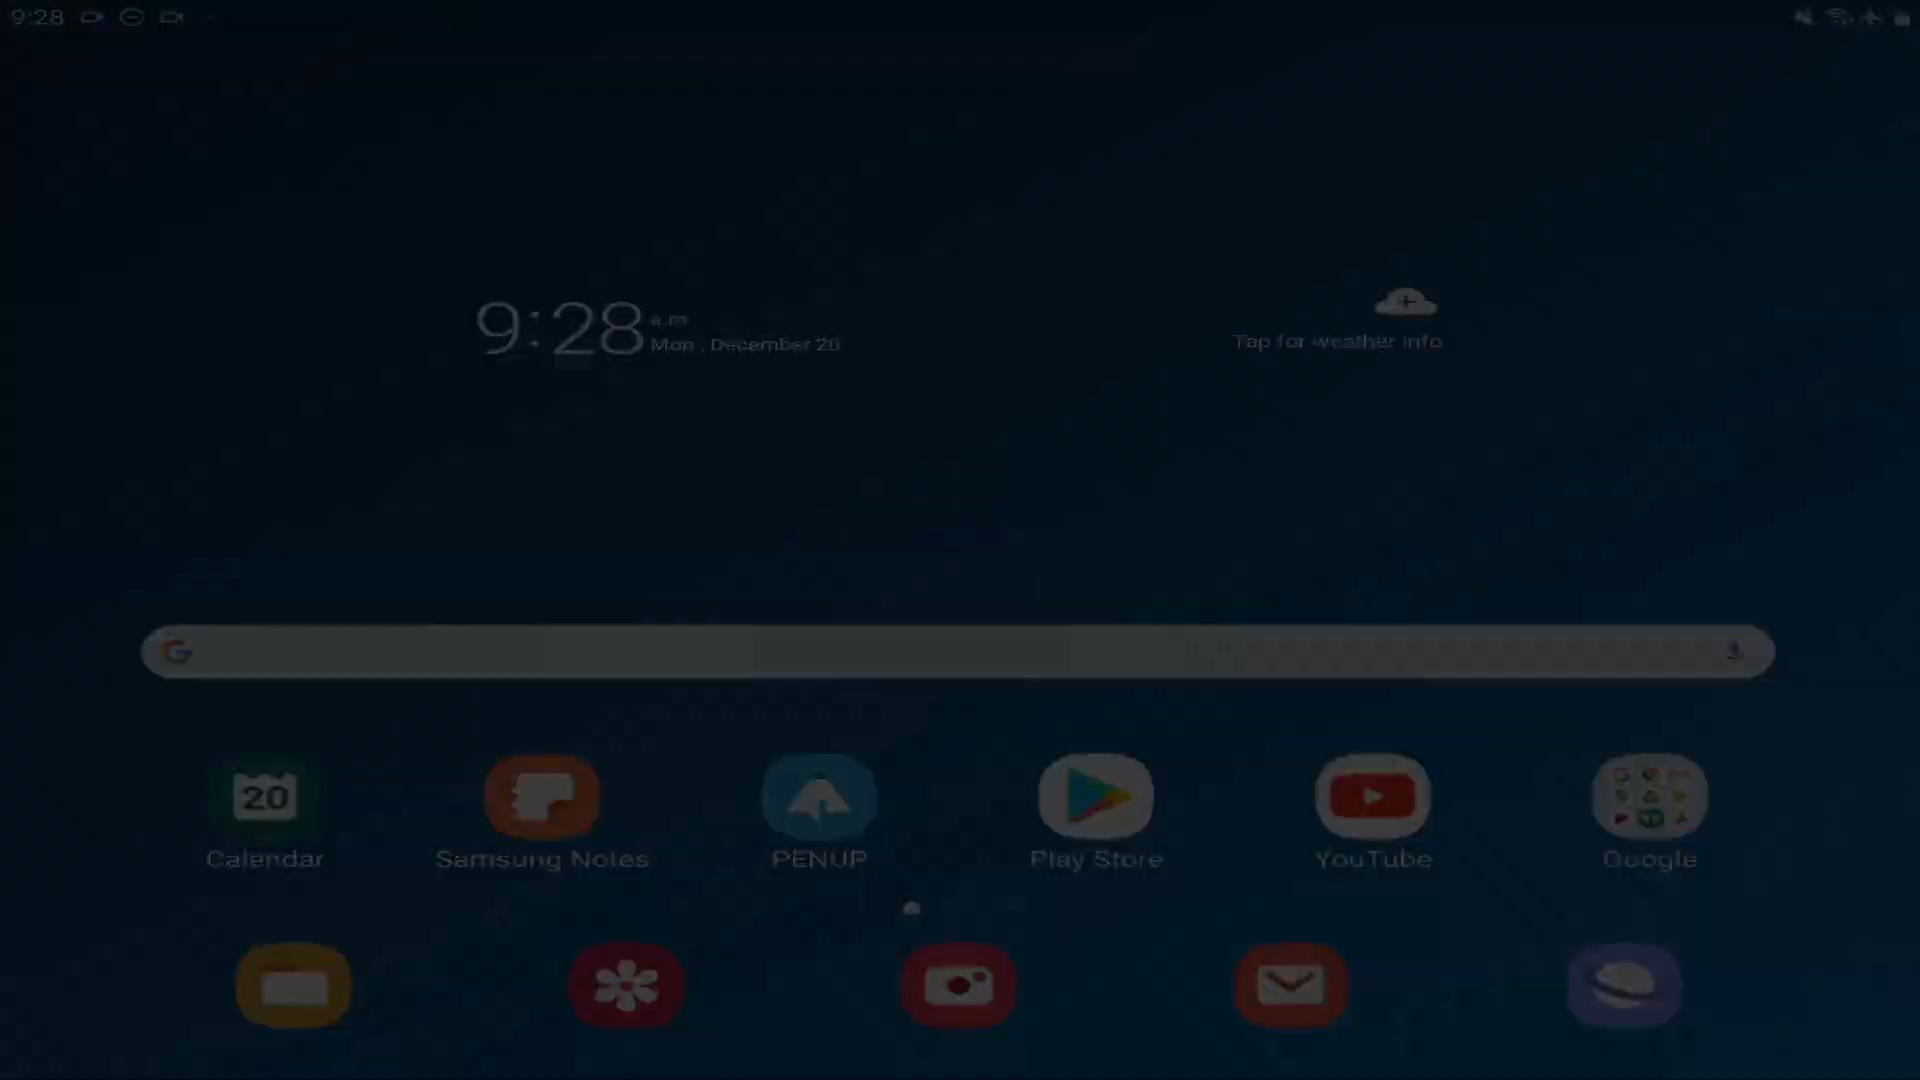 9:28
9:28 a.m.
Mon, December 20
Tap for weather info
G
20
Calendar
Samsung Notes
PENUP
Play Store
YouTube
Google